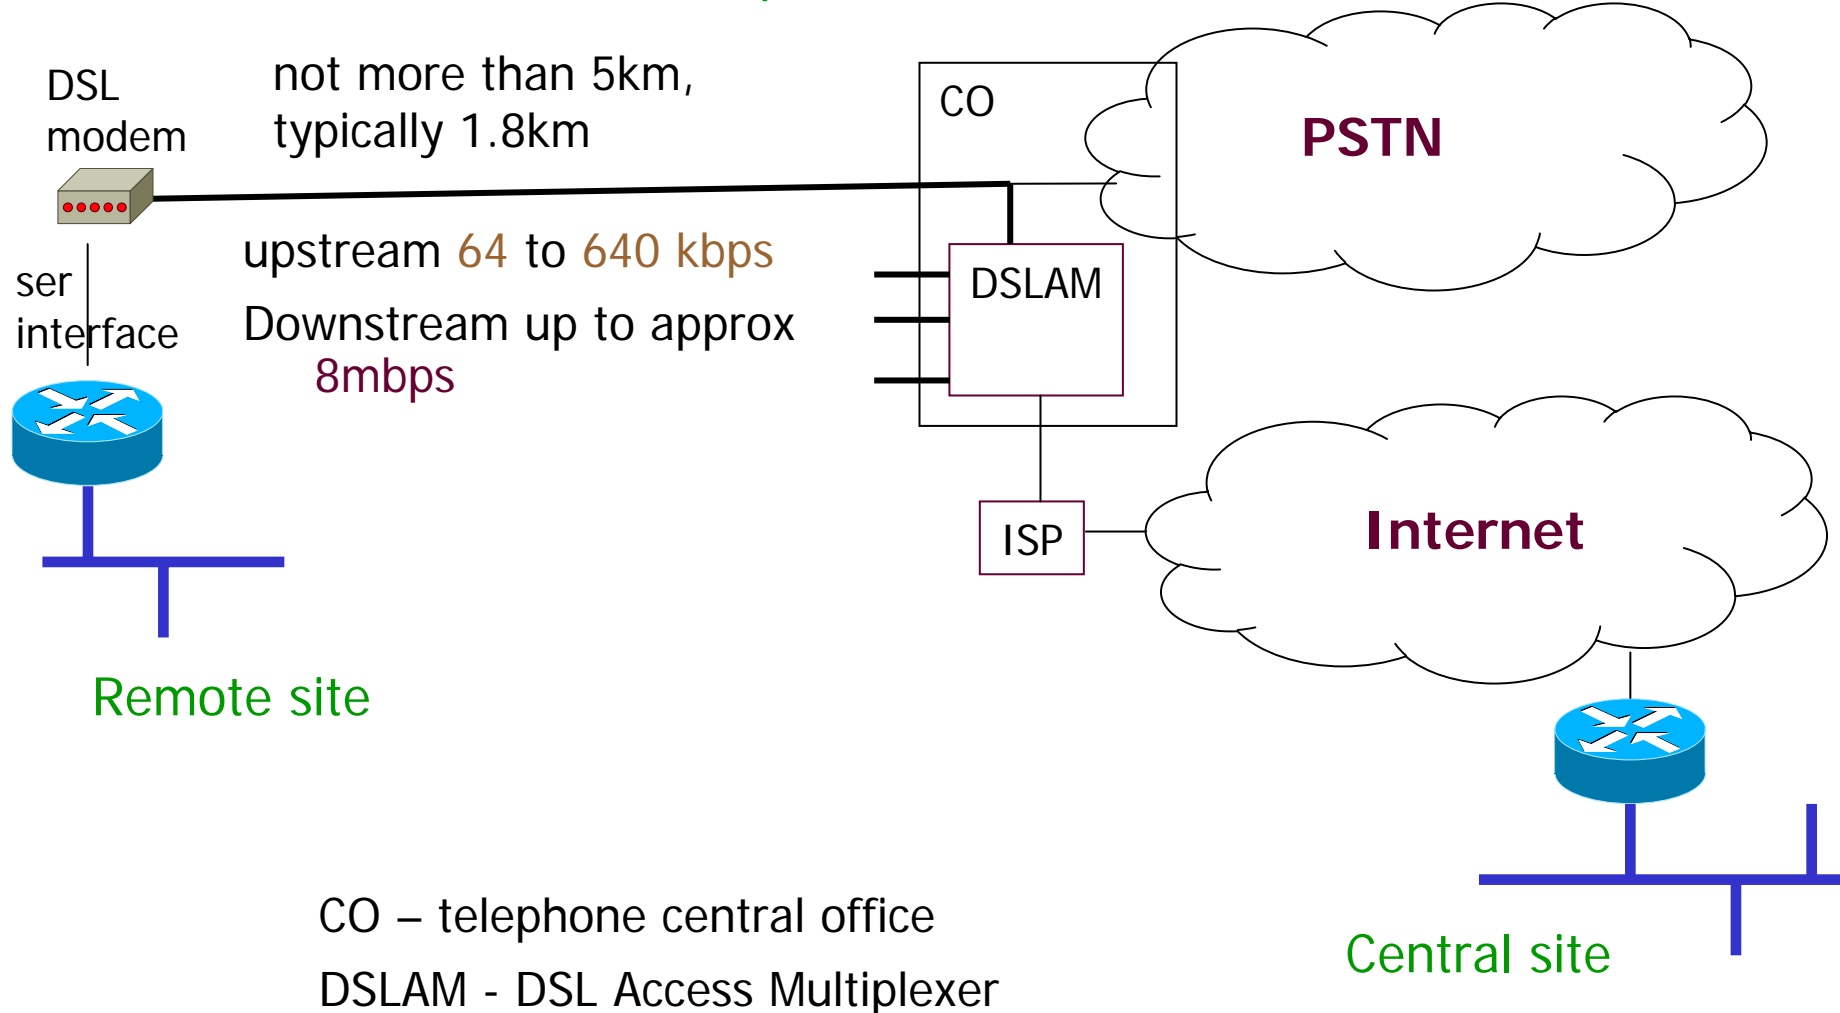 DSL
modem
not more than 5km,
typically 1.8km
CO
PSTN
upstream 64 to 640 kbps
Downstream up to approx
8mbps
ser
interface
DSLAM
ISP
Internet
Remote site
CO – telephone central office
DSLAM - DSL Access Multiplexer
Central site